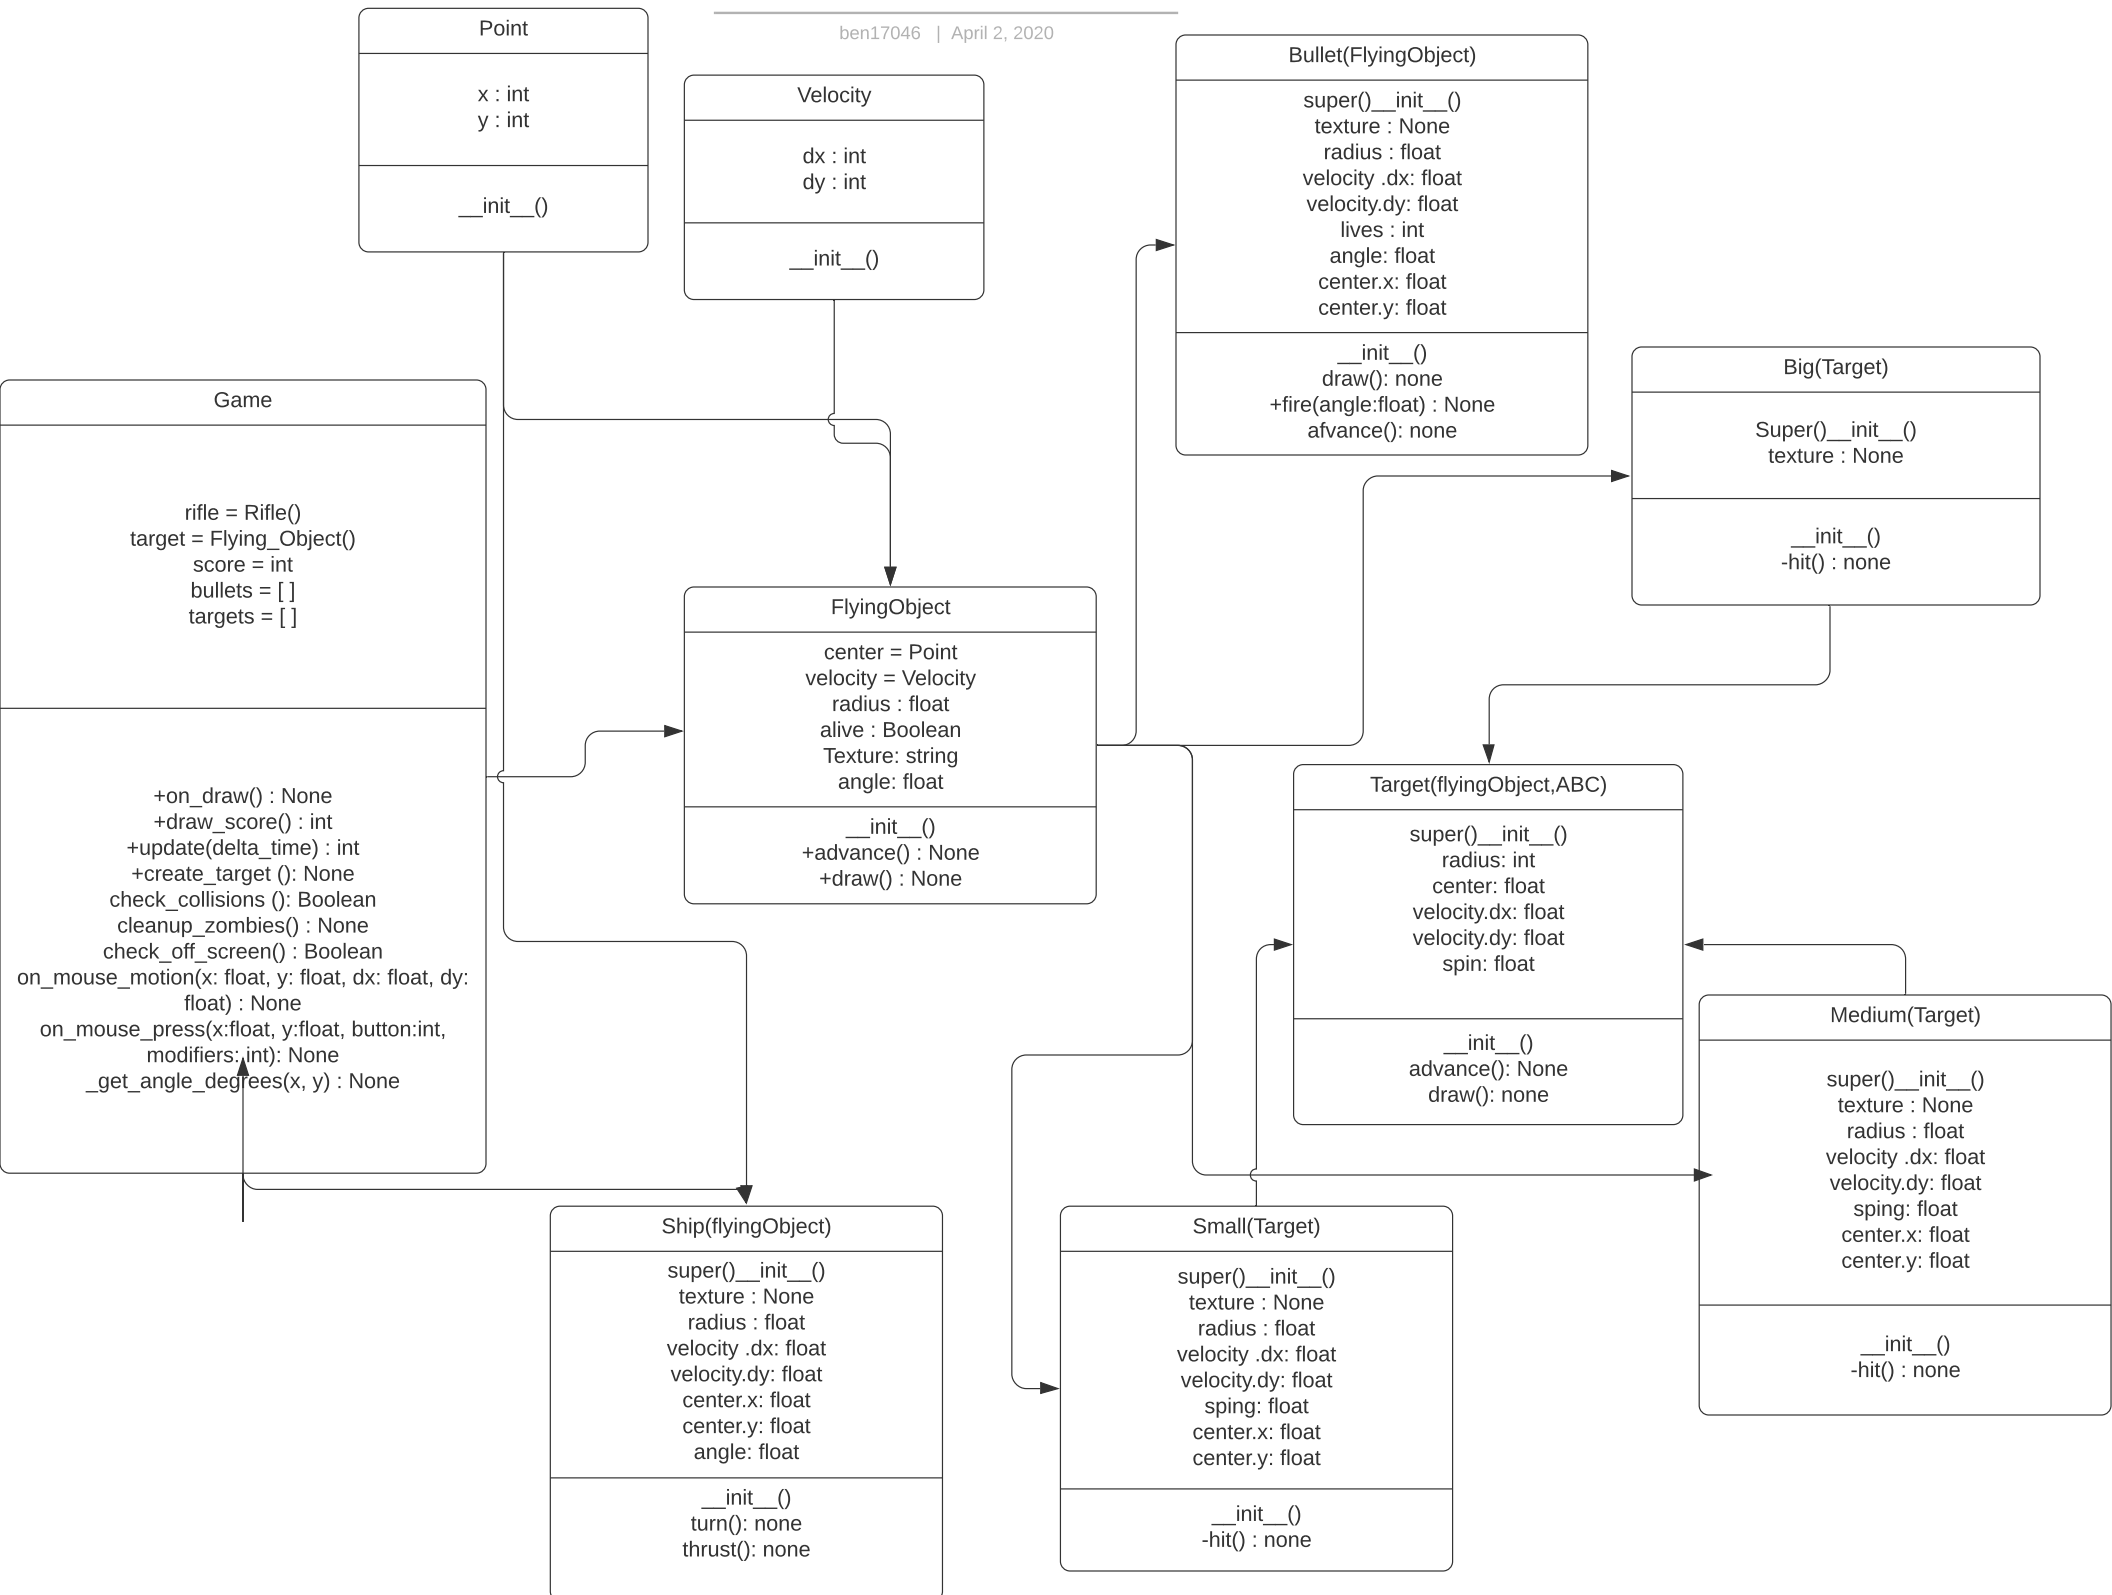 Point
x : int
y : int
__init__()
ben17046 | April 2, 2020
Velocity
dx : int
dy : int
__init__()
Bullet(FlyingObject)
super()__init__()
texture : None
radius : float
velocity .dx: float
velocity.dy: float
lives : int
angle: float
center.x: float
center.y: float
__init__()
draw(): none
+fire(angle:float) : None
afvance(): none
Big(Target)
Super()__init__()
texture : None
__init__()
-hit() : none
Game
rifle = Rifle()
target = Flying_Object()
score = int
bullets = [ ]
targets = [ ]
+on_draw() : None
+draw_score() : int
+update(delta_time) : int
+create_target (): None
check_collisions (): Boolean
cleanup_zombies() : None
check_off_screen() : Boolean
on_mouse_motion(x: float, y: float, dx: float, dy:
float) : None
on_mouse_press(x:float, y:float, button:int,
modifiers: int): None
_get_angle_degrees(x, y) : None
FlyingObject
center = Point
velocity = Velocity
radius : float
alive : Boolean
Texture: string
angle: float
__init__()
+advance() : None
+draw() : None
Target(flyingObject,ABC)
super()__init__()
radius: int
center: float
velocity.dx: float
velocity.dy: float
spin: float
__init__()
advance(): None
draw(): none
Medium(Target)
super()__init__()
texture : None
radius : float
velocity .dx: float
velocity.dy: float
sping: float
center.x: float
center.y: float
__init__()
-hit() : none
Ship(flyingObject)
super()__init__()
texture : None
radius : float
velocity .dx: float
velocity.dy: float
center.x: float
center.y: float
angle: float
__init__()
turn(): none
thrust(): none
Small(Target)
super()__init__()
texture : None
radius : float
velocity .dx: float
velocity.dy: float
sping: float
center.x: float
center.y: float
__init__()
-hit() : none